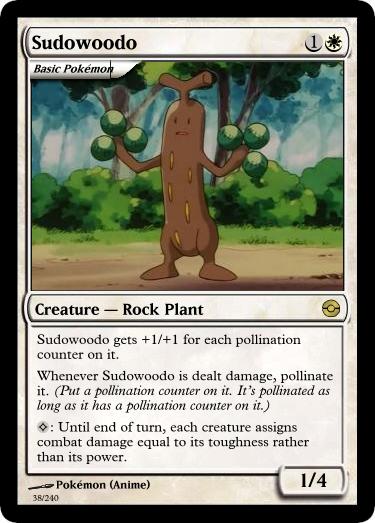 Sudowoodo 1
Basic Pokémon
Creature — Rock Plant
Sudowoodo gets +1/+1 for each pollination
counter on it.
Whenever Sudowoodo is dealt damage, pollinate
it. (Put a pollination counter on it. It's pollinated as
long as it has a pollination counter on it.)
: Until end of turn, each creature assigns
combat damage equal to its toughness rather
than its power.
1/4
Pokémon (Anime)
38/240